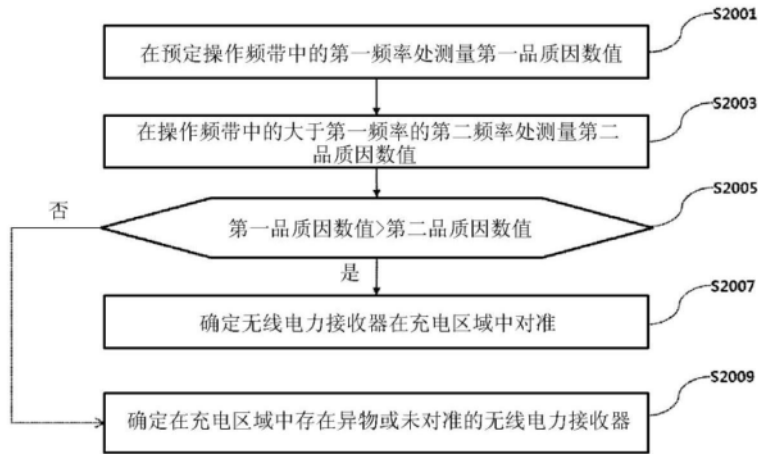 S2001
在预定操作频带中的第一频率处测量第一品质因数值
S2003
在操作频带中的大于第一频率的第二频率处测量第二
品质因数值
S2005
否
第一品质因数值>第二品质因数值
是
S2007
确定无线电力接收器在充电区域中对准
S2009
确定在充电区域中存在异物或未对准的无线电力接收器